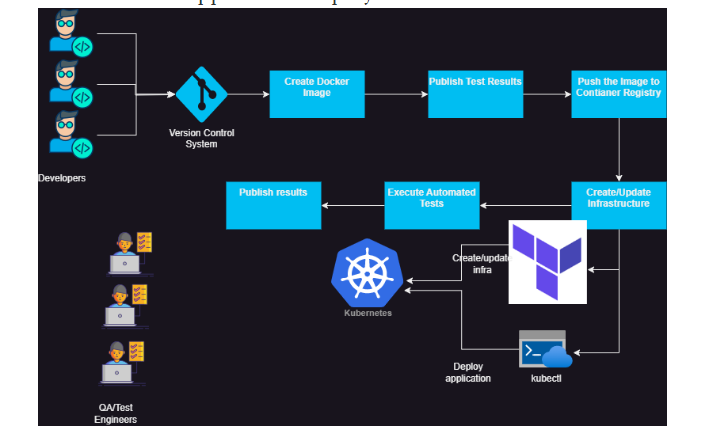 Create Docker
Image
Publish Test Results
Push the Image to
Contianer Registry
Version Control
System
Developers
Publish results
Execute Automated
Tests
Create/Update
Infrastructure
Create/update
infra
Kubernetes
Deploy
application
kubectl
QA/Test
Engineers